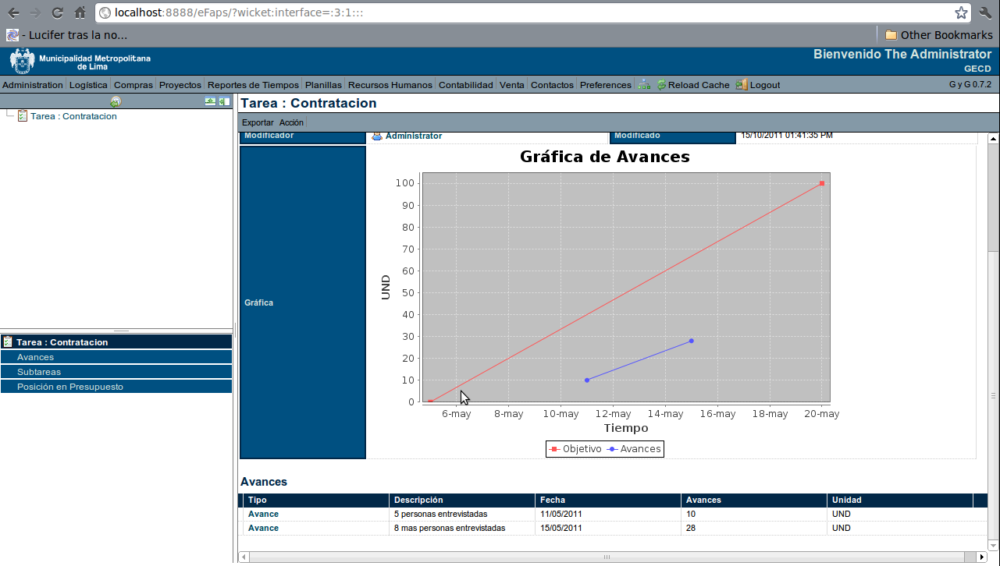 localhost:8888/eFaps/?wicket:interface=:3:1:::
- Lucifer tras la no...
Other Bookmarks
Municipalidad Metropolitana
de Lima
Bienvenido The Administrator
GECD
Administration Logística Compras Proyectos Reportes de Tiempos Planillas Recursos Humanos Contabilidad Venta Contactos Preferences Reload Cache Logout G y G 0.7.2
Tarea : Contratacion
Tarea : Contratacion
Exportar Acción
Modificador Administrator Modificado 15/10/2011 01:41:35 PM
Gráfica
Gráfica de Avances
UND
100
90
80
70
60
50
40
30
20
10
0
6-may 8-may 10-may 12-may 14-may 16-may 18-may 20-may
Tiempo
Objetivo Avances
Tarea : Contratacion
Avances
Subtareas
Posición en Presupuesto
Avances
Tipo Descripción Fecha Avances Unidad
Avance 5 personas entrevistadas 11/05/2011 10 UND
Avance 8 mas personas entrevistadas 15/05/2011 28 UND